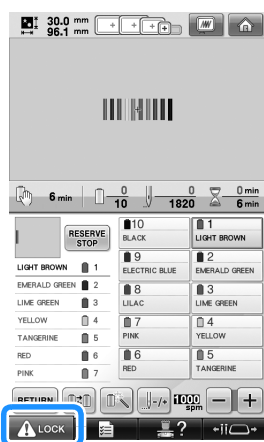 30.0 mm
96.1 mm
6 min
0
10
0
1820
0 min
6 min
RESERVE
STOP
LIGHT BROWN 1
EMERALD GREEN 2
LIME GREEN 3
YELLOW 4
TANGERINE 5
RED 6
PINK 7
10
BLACK
1
LIGHT BROWN
9
ELECTRIC BLUE
2
EMERALD GREEN
8
LILAC
3
LIME GREEN
7
PINK
4
YELLOW
6
RED
5
TANGERINE
RETURN
-/+
1000
spm
- +
LOCK
?